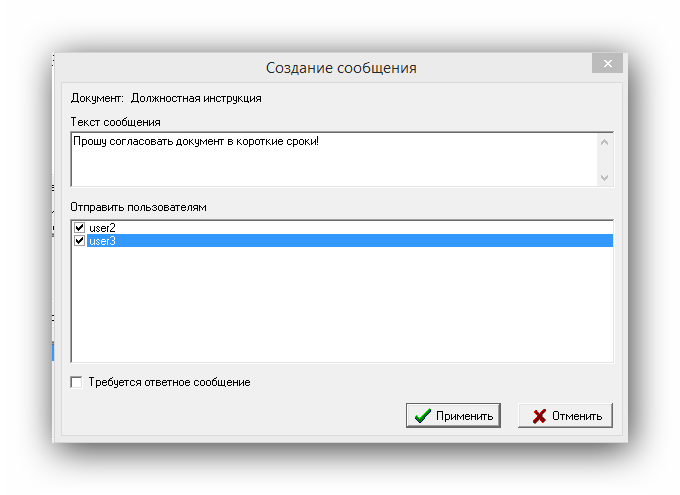 Создание сообщения
Документ: Должностная инструкция
Текст сообщения
Прошу согласовать документ в короткие сроки!
Отправить пользователям
user2
user3
Требуется ответное сообщение
Применить
Отменить